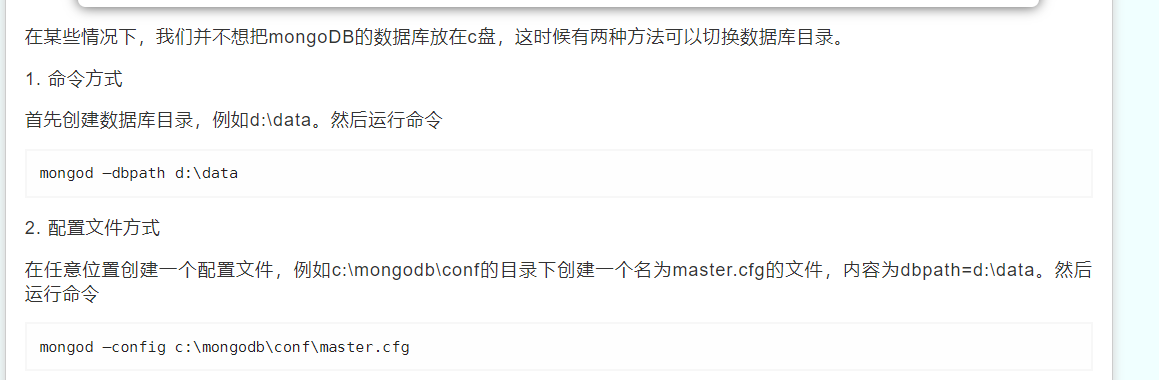 在某些情况下，我们并不想把mongoDB的数据库放在c盘，这时候有两种方法可以切换数据库目录。
1. 命令方式
首先创建数据库目录，例如d:\data。然后运行命令
mongod –dbpath d:\data
2. 配置文件方式
在任意位置创建一个配置文件，例如c:\mongodb\conf的目录下创建一个名为master.cfg的文件，内容为dbpath=d:\data。然后
运行命令
mongod –config c:\mongodb\conf\master.cfg